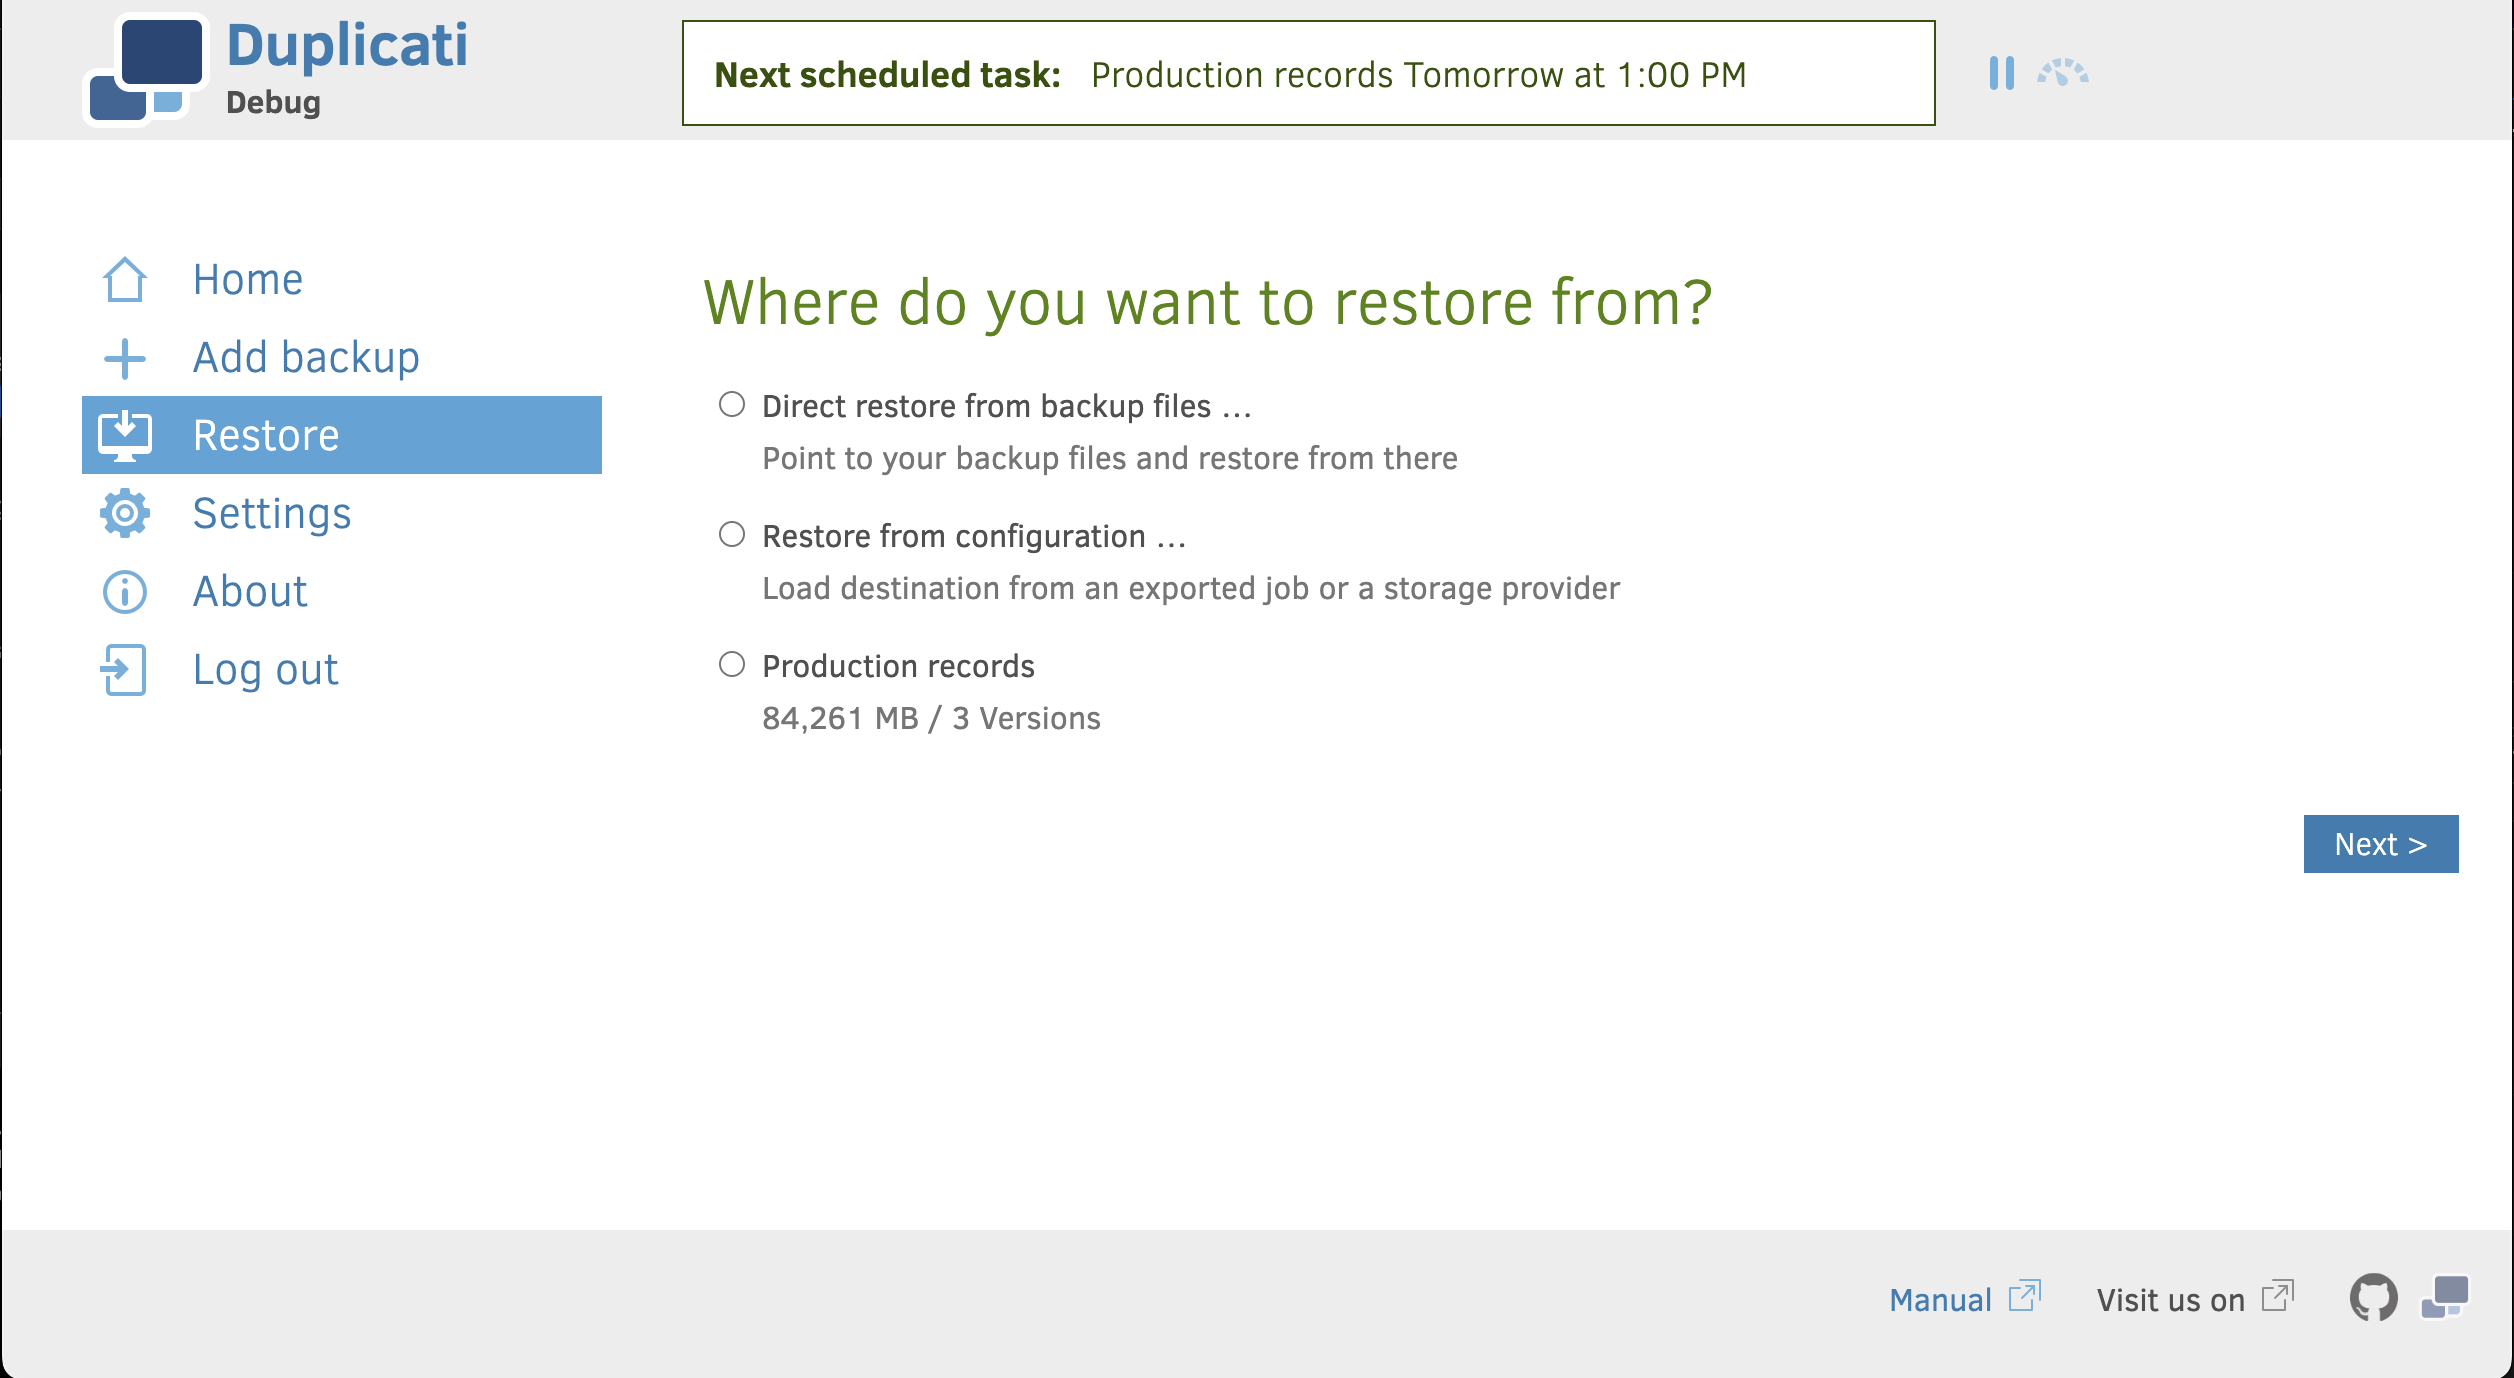 Duplicati
Debug
Next scheduled task: Production records Tomorrow at 1:00 PM
Home
Add backup
Restore
Settings
About
Log out
Where do you want to restore from?
Direct restore from backup files …
Point to your backup files and restore from there
Restore from configuration …
Load destination from an exported job or a storage provider
Production records
84,261 MB / 3 Versions
Next >
Manual
Visit us on